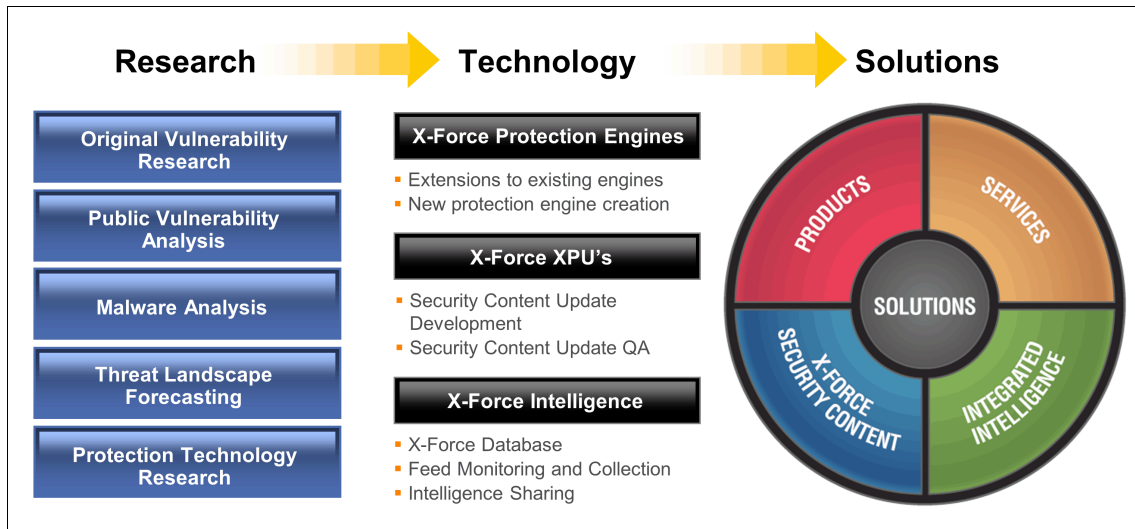 Research
Technology
Solutions
Original Vulnerability
Research
Public Vulnerability
Analysis
Malware Analysis
Threat Landscape
Forecasting
Protection Technology
Research
X-Force Protection Engines
Extensions to existing engines
New protection engine creation
X-Force XPU's
Security Content Update
Development
Security Content Update QA
X-Force Intelligence
X-Force Database
Feed Monitoring and Collection
Intelligence Sharing
PRODUCTS
SERVICES
SOLUTIONS
X-FORCE
SECURITY CONTENT
INTEGRATED
INTELLIGENCE